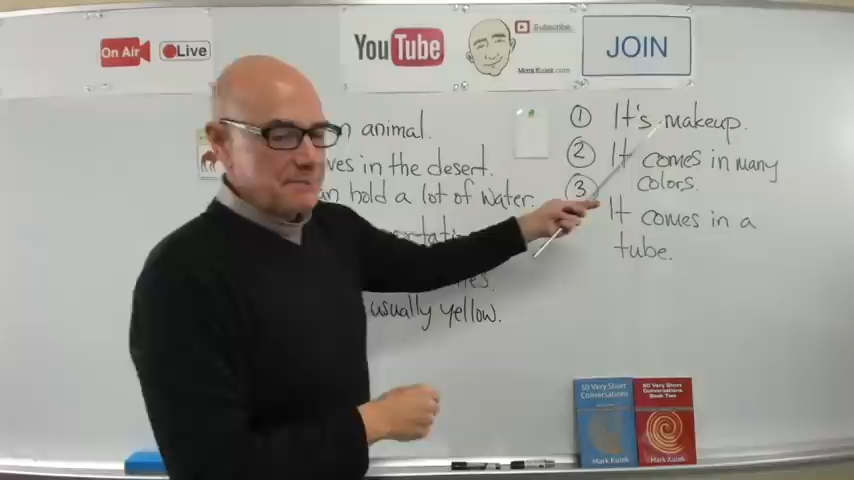 On Air
Live
YouTube
Subscribe
MarkKulek.com
JOIN
animal.
in the desert.
hold a lot of water.
usually yellow.
① It's makeup.
② It comes in many
colors.
③ It comes in a
tube.
50 Very Short
Conversations
Mark Kulek
50 Very Short
Conversations
Book Two
Mark Kulek